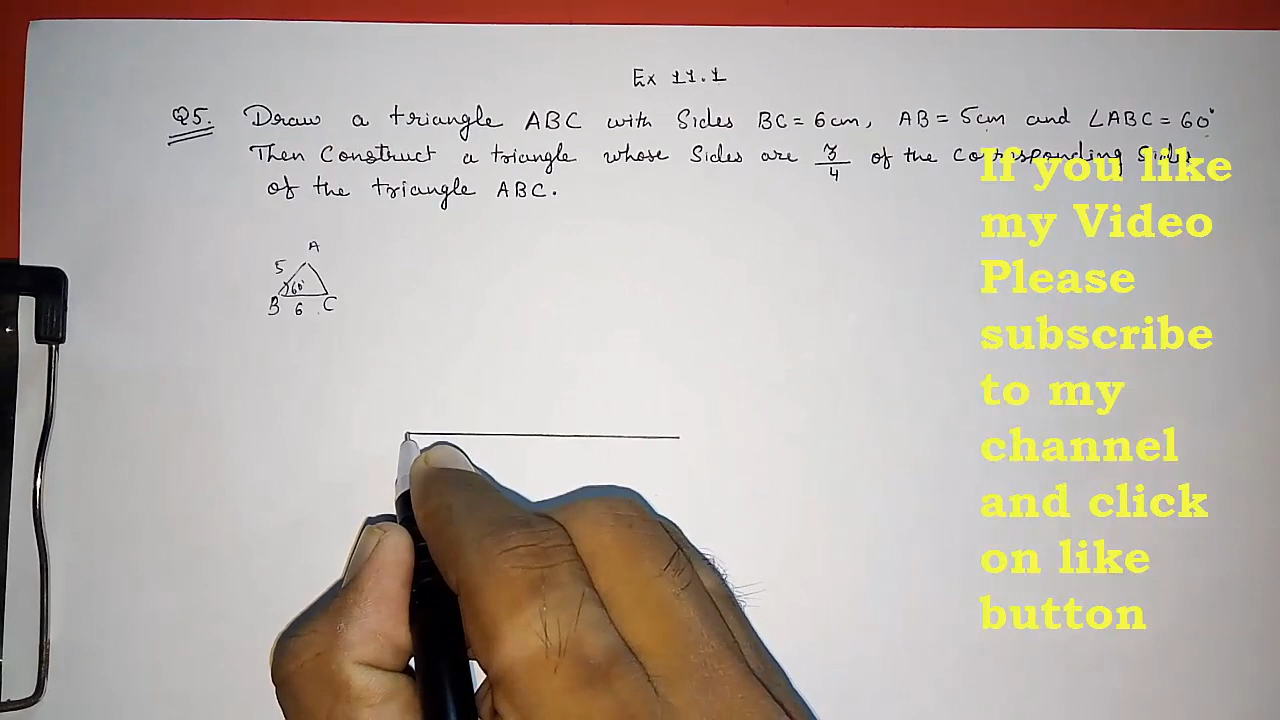 Ex 11.1
Q5. Draw a triangle ABC with Sides BC = 6cm, AB = 5cm and ∠ABC = 60°
Then Construct a triangle whose Sides are 3/4 of the corresponding Sides
of the triangle ABC.
A
5
60°
B 6 C
If you like
my Video
Please
subscribe
to my
channel
and click
on like
button